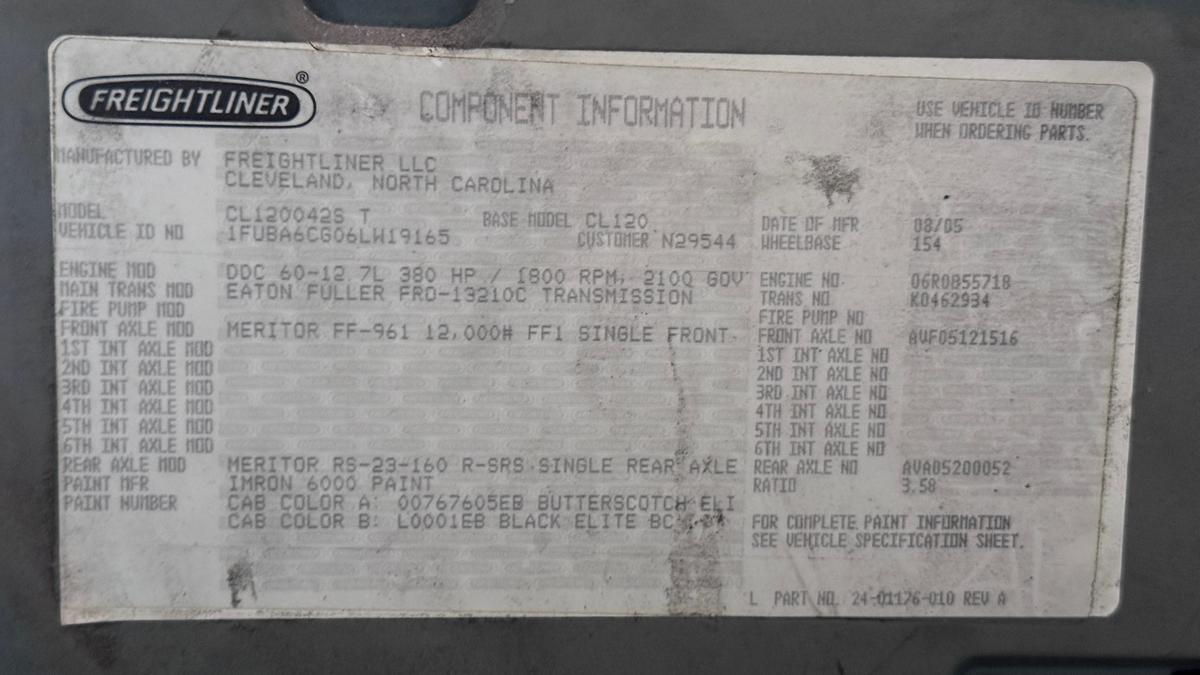 FREIGHTLINER ®
COMPONENT INFORMATION
USE VEHICLE ID NUMBER
WHEN ORDERING PARTS.
MANUFACTURED BY FREIGHTLINER LLC
CLEVELAND, NORTH CAROLINA
MODEL CL120042S T BASE MODEL CL120 DATE OF MFR 08/05
VEHICLE ID NO 1FUBA6CG06LW19165 CUSTOMER N29544 WHEELBASE 154
ENGINE MOD DDC 60-12.7L 380 HP / 1800 RPM, 2100 GOV ENGINE NO 06R0855718
MAIN TRANS MOD EATON FULLER FRO-13210C TRANSMISSION TRANS NO K0462934
FIRE PUMP MOD FIRE PUMP NO
FRONT AXLE MOD MERITOR FF-961 12,000# FF1 SINGLE FRONT FRONT AXLE NO AVF05121516
1ST INT AXLE MOD 1ST INT AXLE NO
2ND INT AXLE MOD 2ND INT AXLE NO
3RD INT AXLE MOD 3RD INT AXLE NO
4TH INT AXLE MOD 4TH INT AXLE NO
5TH INT AXLE MOD 5TH INT AXLE NO
6TH INT AXLE MOD 6TH INT AXLE NO
REAR AXLE MOD MERITOR RS-23-160 R-SRS SINGLE REAR AXLE REAR AXLE NO AVA05200052
PAINT MFR IMRON 6000 PAINT RATIO 3.58
PAINT NUMBER CAB COLOR A: 00767605EB BUTTERSCOTCH ELI
CAB COLOR B: L0001EB BLACK ELITE BC
FOR COMPLETE PAINT INFORMATION
SEE VEHICLE SPECIFICATION SHEET.
L PART NO. 24-01176-010 REV A